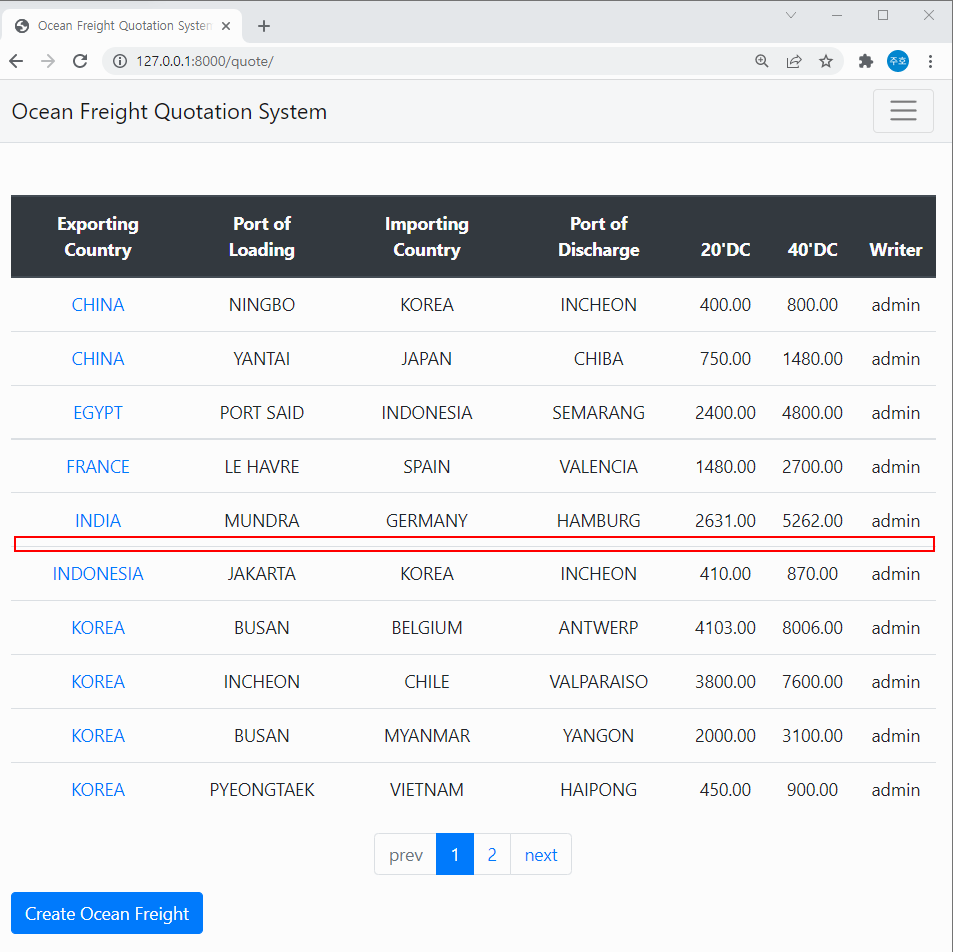 Ocean Freight Quotation System
127.0.0.1:8000/quote/
주호
Ocean Freight Quotation System
Exporting Country Port of Loading Importing Country Port of Discharge 20'DC 40'DC Writer
CHINA NINGBO KOREA INCHEON 400.00 800.00 admin
CHINA YANTAI JAPAN CHIBA 750.00 1480.00 admin
EGYPT PORT SAID INDONESIA SEMARANG 2400.00 4800.00 admin
FRANCE LE HAVRE SPAIN VALENCIA 1480.00 2700.00 admin
INDIA MUNDRA GERMANY HAMBURG 2631.00 5262.00 admin
INDONESIA JAKARTA KOREA INCHEON 410.00 870.00 admin
KOREA BUSAN BELGIUM ANTWERP 4103.00 8006.00 admin
KOREA INCHEON CHILE VALPARAISO 3800.00 7600.00 admin
KOREA BUSAN MYANMAR YANGON 2000.00 3100.00 admin
KOREA PYEONGTAEK VIETNAM HAIPONG 450.00 900.00 admin
prev 1 2 next
Create Ocean Freight